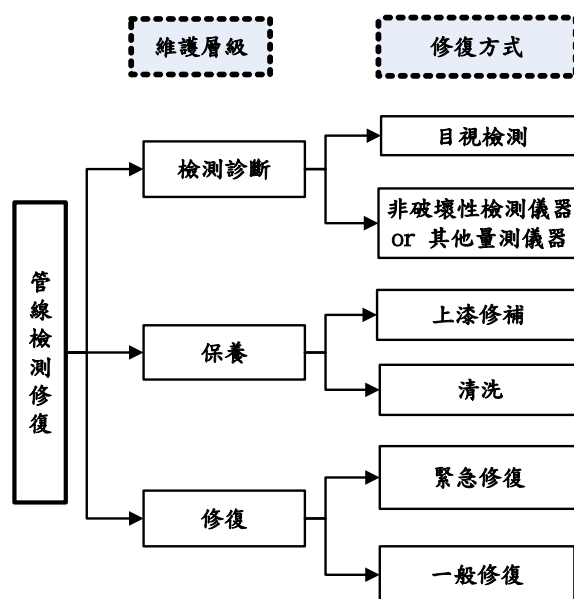 維護層級
修復方式
管線檢測修復
檢測診斷
目視檢測
非破壞性檢測儀器
or 其他量測儀器
保養
上漆修補
清洗
修復
緊急修復
一般修復